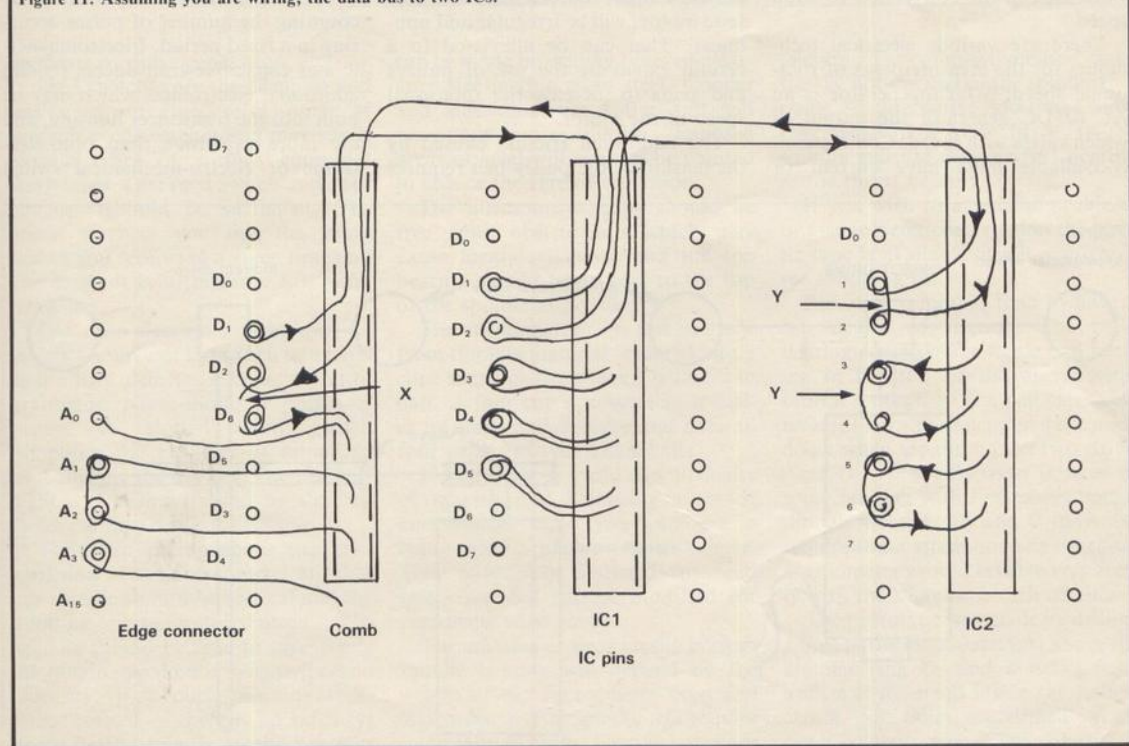 Figure 11. Assuming you are wiring, the data bus to two ICs.
D7
D0
D1
D2
D6
D5
D3
D4
A0
A1
A2
A3
A15
X
Edge connector
Comb
D0
D1
D2
D3
D4
D5
D6
D7
IC1
IC pins
D0
1
2
3
4
5
6
7
Y
Y
IC2